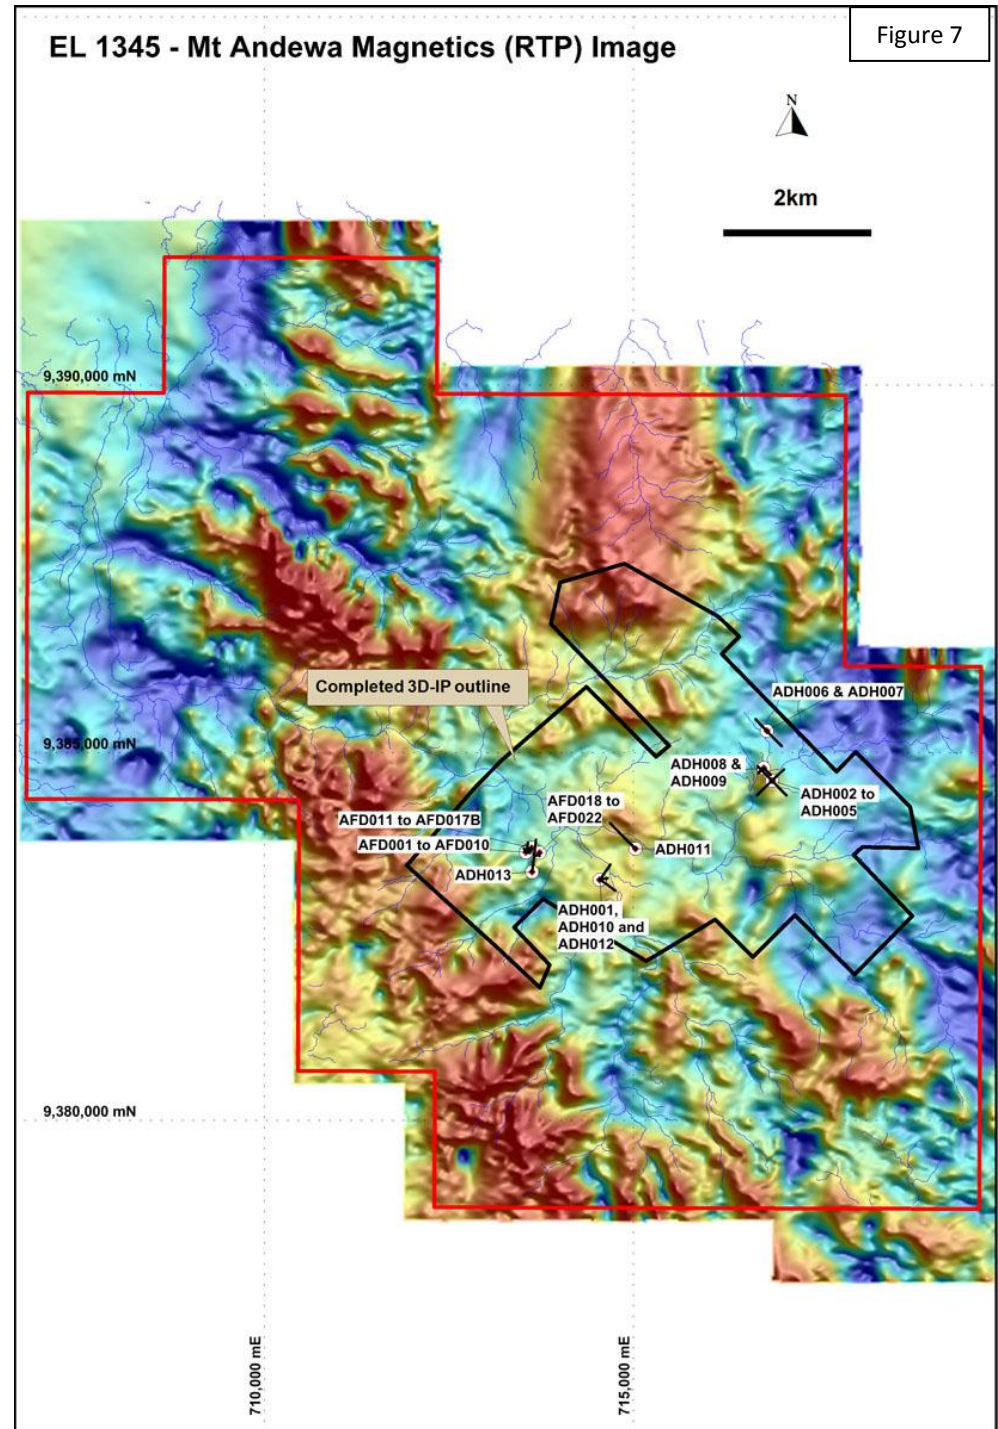 Figure 7
EL 1345 - Mt Andewa Magnetics (RTP) Image
N
2km
9,390,000 mN
Completed 3D-IP outline
ADH006 & ADH007
9,385,000 mN
ADH008 &
ADH009
ADH002 to
ADH005
AFD018 to
AFD022
AFD011 to AFD017B
AFD001 to AFD010
ADH011
ADH013
ADH001,
ADH010 and
ADH012
9,380,000 mN
710,000 mE
715,000 mE